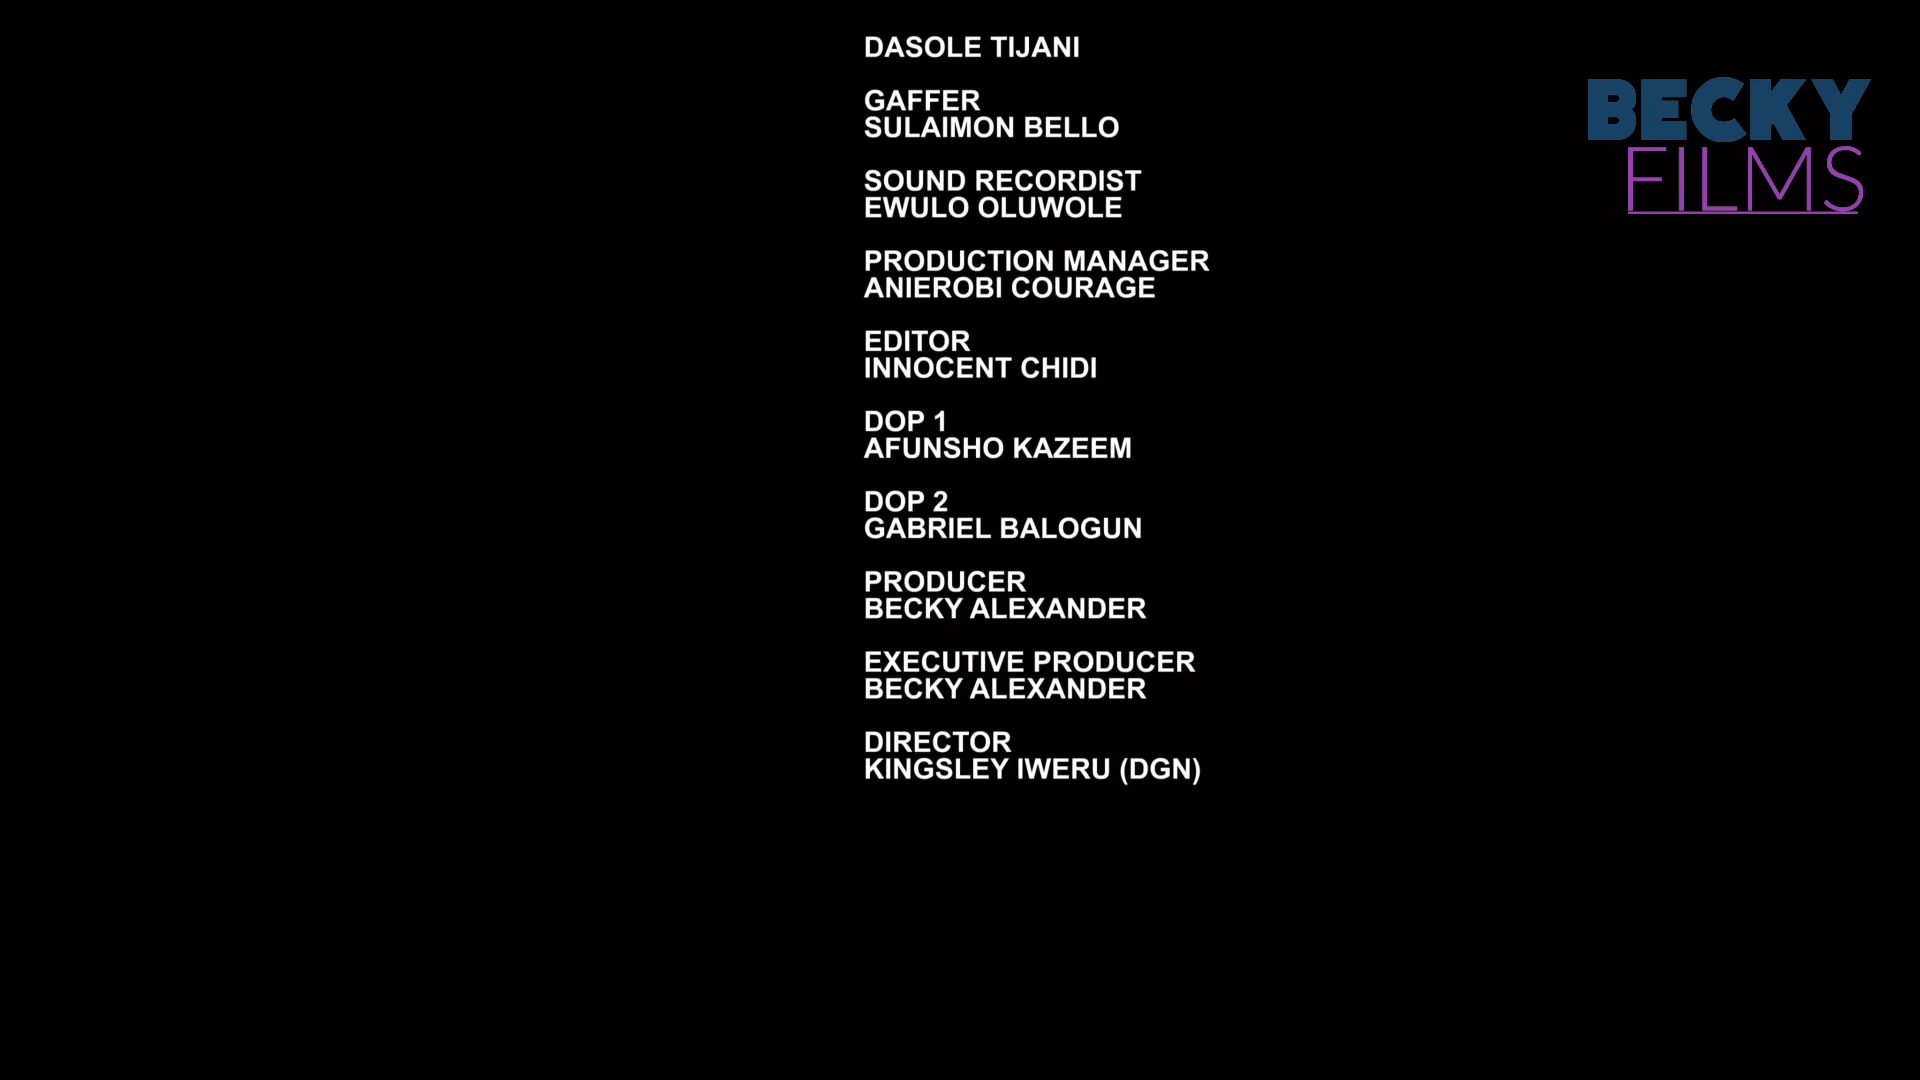 DASOLE TIJANI
GAFFER
SULAIMON BELLO
SOUND RECORDIST
EWULO OLUWOLE
PRODUCTION MANAGER
ANIEROBI COURAGE
EDITOR
INNOCENT CHIDI
DOP 1
AFUNSHO KAZEEM
DOP 2
GABRIEL BALOGUN
PRODUCER
BECKY ALEXANDER
EXECUTIVE PRODUCER
BECKY ALEXANDER
DIRECTOR
KINGSLEY IWERU (DGN)
BECKY
FILMS